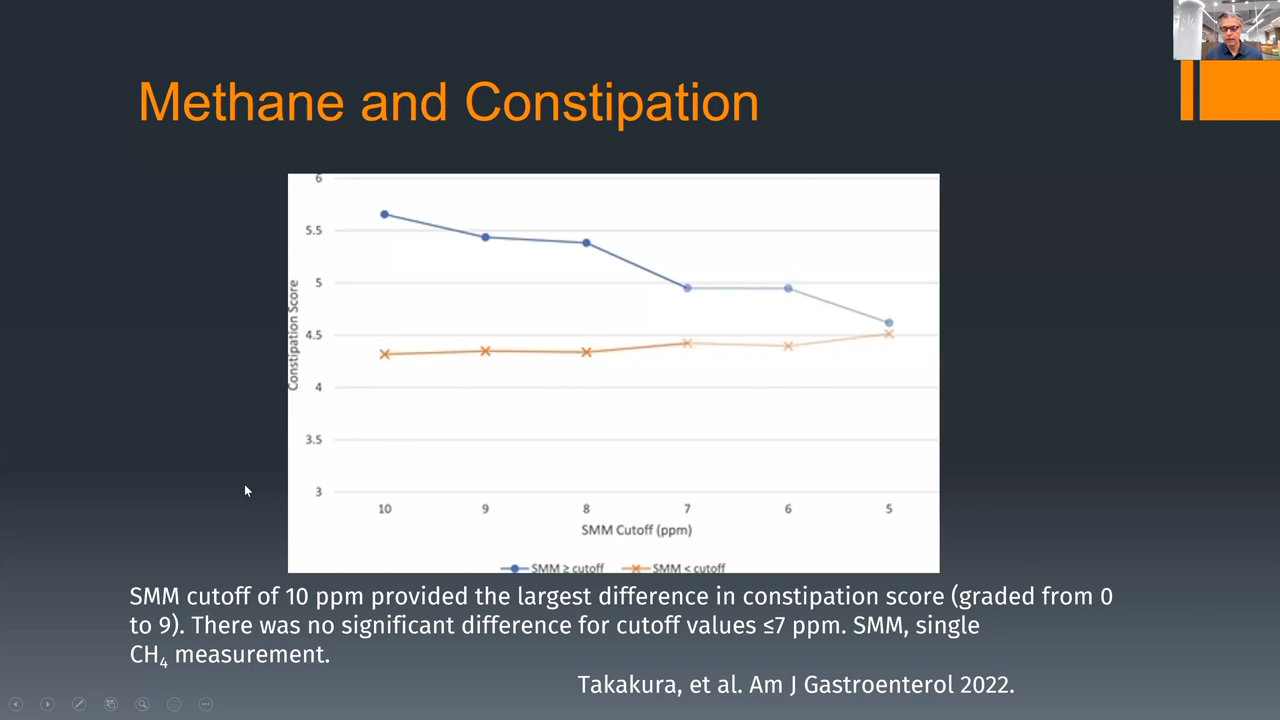 Methane and Constipation
6
5.5
5
4.5
4
3.5
3
Constipation Score
10 9 8 7 6 5
SMM Cutoff (ppm)
SMM ≥ cutoff SMM < cutoff
SMM cutoff of 10 ppm provided the largest difference in constipation score (graded from 0
to 9). There was no significant difference for cutoff values ≤7 ppm. SMM, single
CH₄ measurement.
Takakura, et al. Am J Gastroenterol 2022.